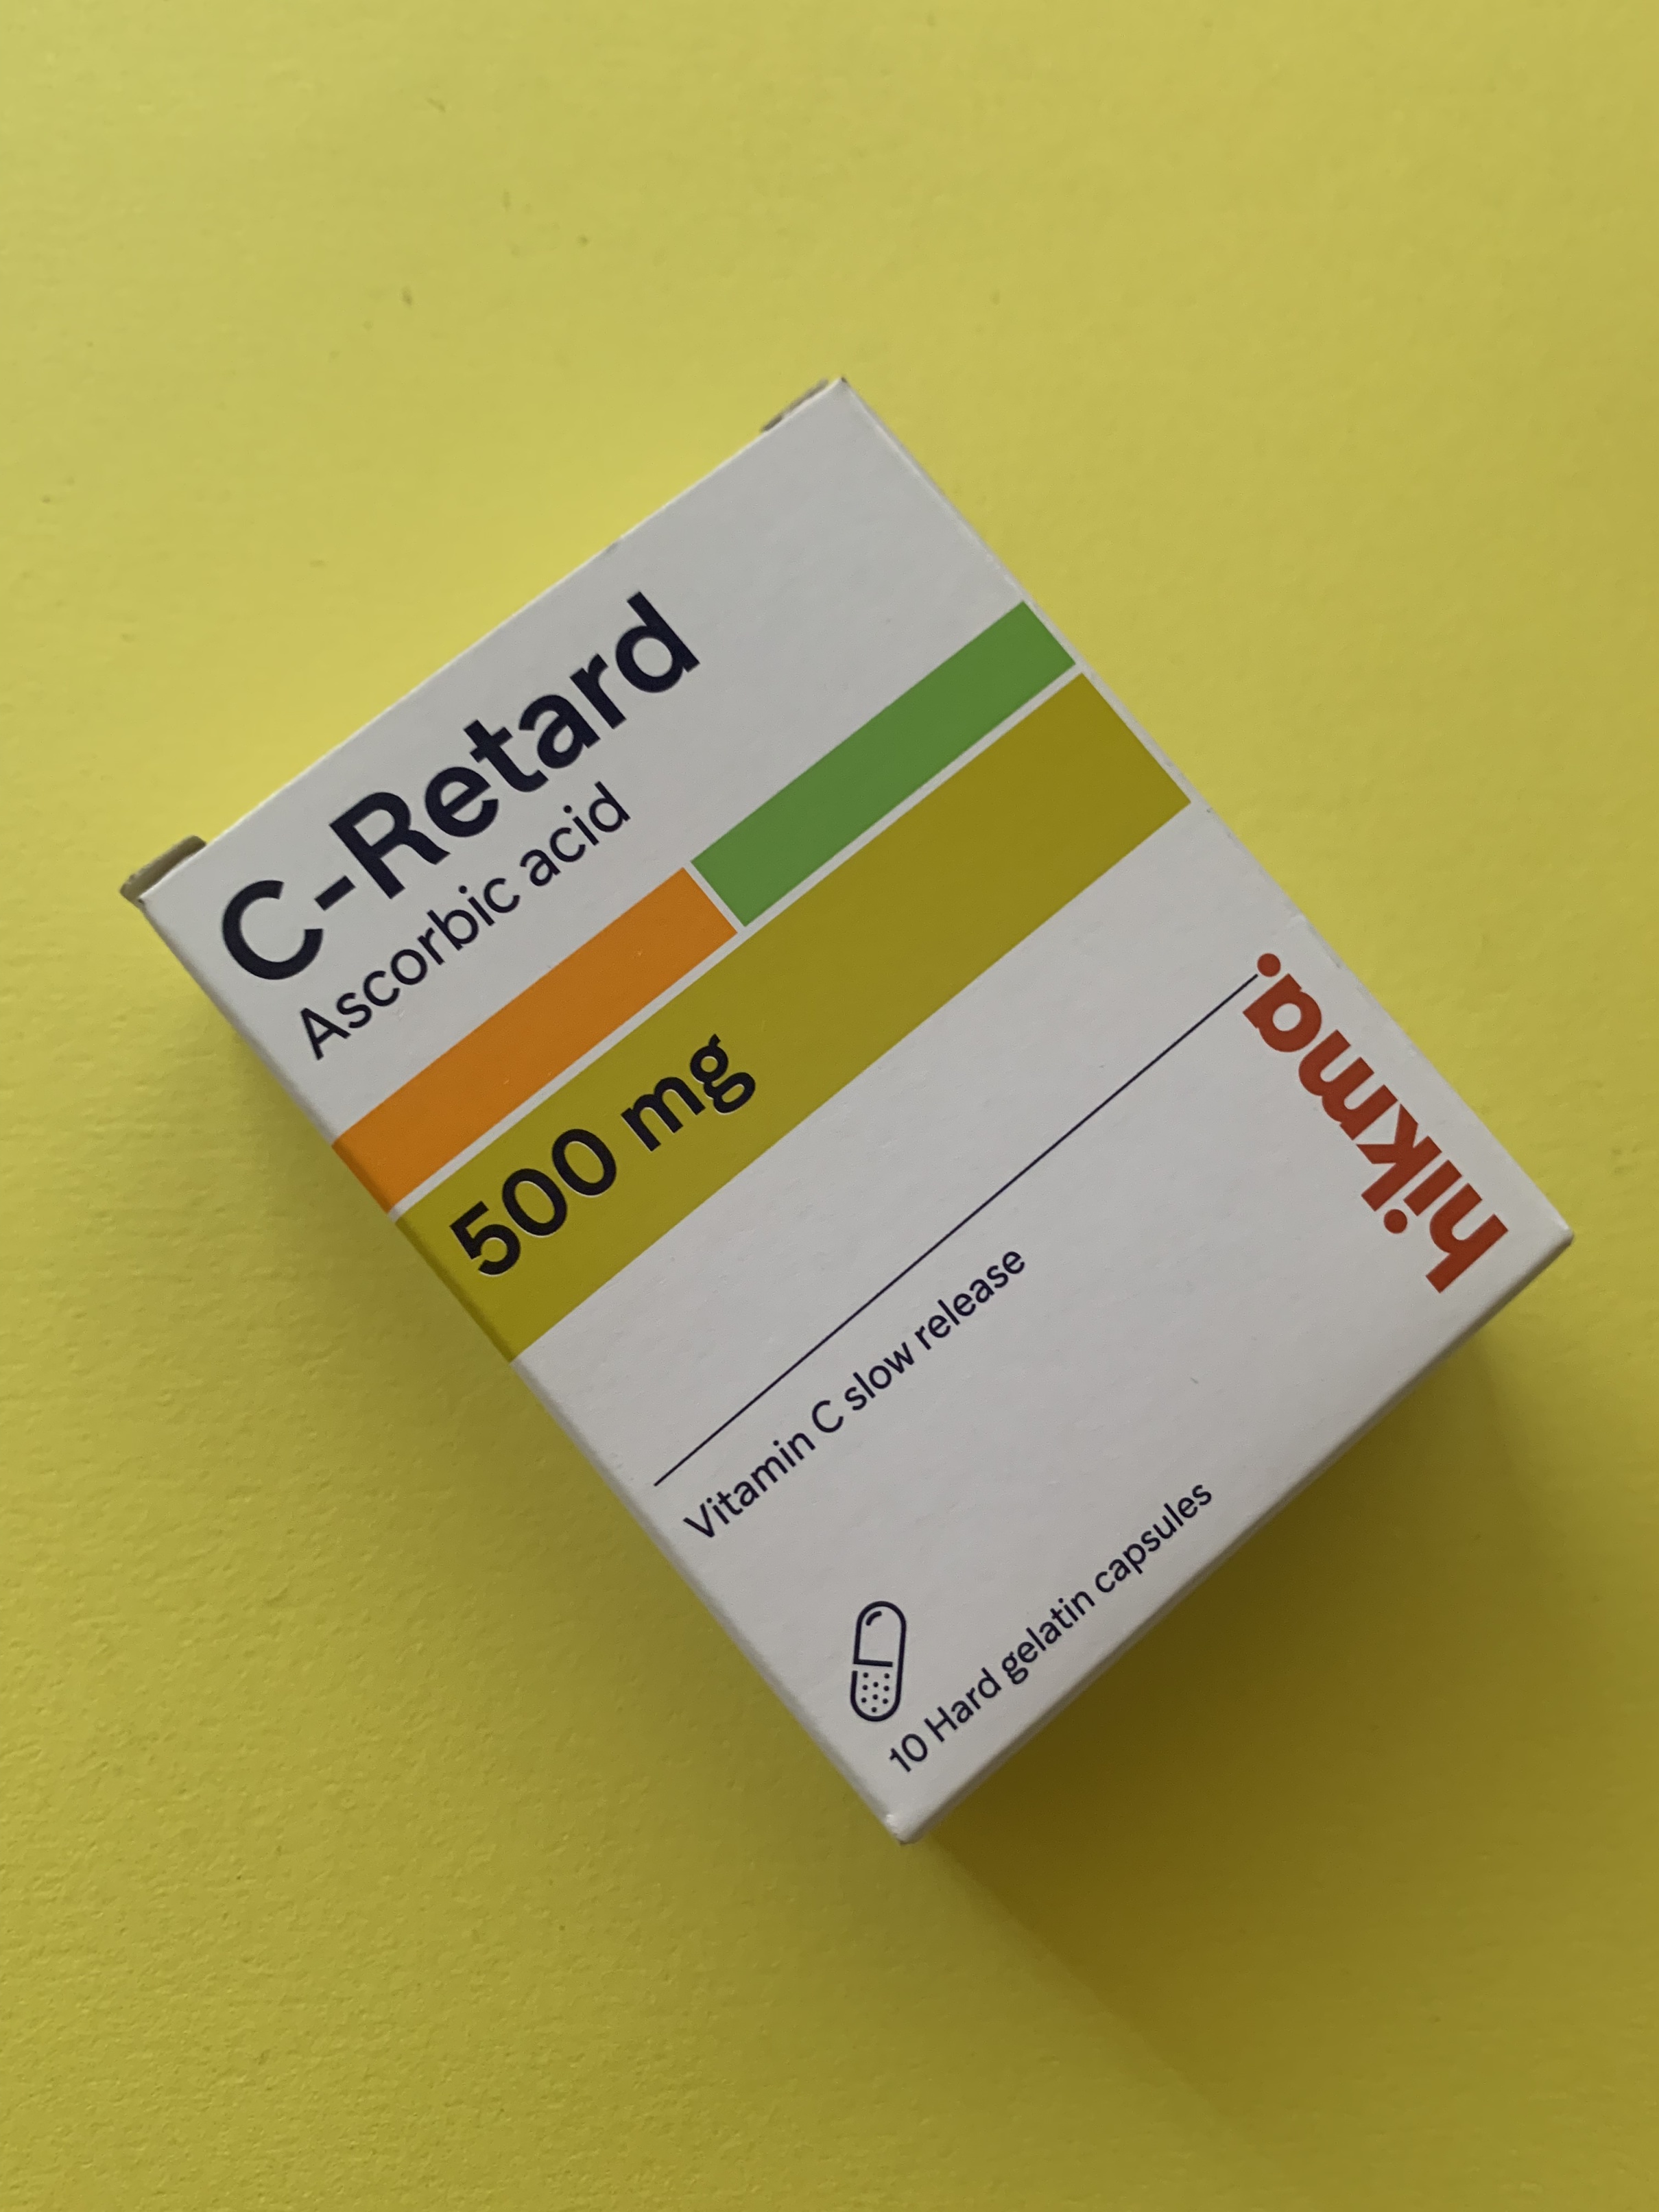 C-Retard
Ascorbic acid
500 mg
hikma.
Vitamin C slow release
10 Hard gelatin capsules